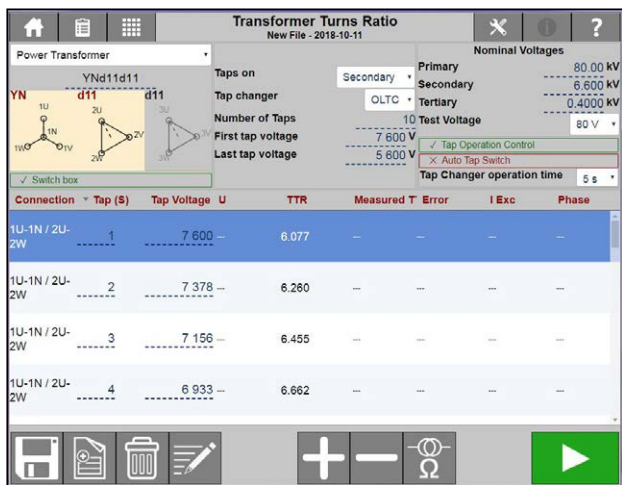 Transformer Turns Ratio
New File - 2018-10-11
?
Power Transformer
YNd11d11
YN d11 d11
1U 1N 1W 1V
2U 2V 2W
3U 3V 3W
✓ Switch box
Taps on Secondary
Tap changer OLTC
Number of Taps 10
First tap voltage 7 600 V
Last tap voltage 5 600 V
Nominal Voltages
Primary 80.00 kV
Secondary 6.600 kV
Tertiary 0.4000 kV
Test Voltage 80 V
✓ Tap Operation Control
✕ Auto Tap Switch
Tap Changer operation time 5 s
Connection Tap (S) Tap Voltage U TTR Measured T Error I Exc Phase
1U-1N / 2U-
2W 1 7 600 --- 6.077 --- --- --- ---
1U-1N / 2U-
2W 2 7 378 --- 6.260 --- --- --- ---
1U-1N / 2U-
2W 3 7 156 --- 6.455 --- --- --- ---
1U-1N / 2U-
2W 4 6 933 --- 6.662 --- --- --- ---
Ω